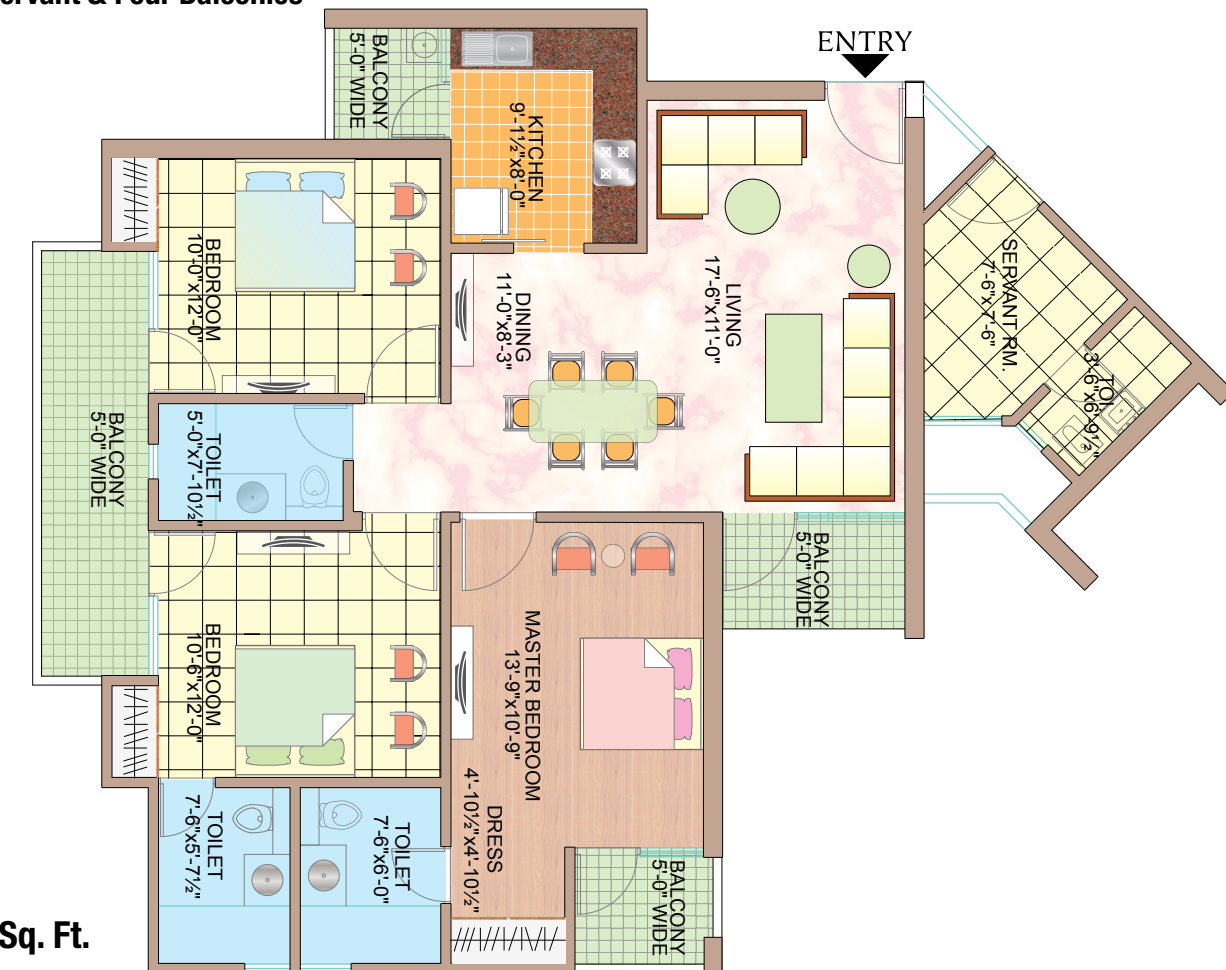 ervant & Four Balconies
ENTRY
BALCONY
5'-0" WIDE
KITCHEN
9'-1½"x8'-0"
BEDROOM
10'-0"x12'-0"
DINING
11'-0"x8'-3"
LIVING
17'-6"x11'-0"
SERVANT RM.
7'-6"x7'-6"
TOI.
3'-6"x6'-9½"
BALCONY
5'-0" WIDE
TOILET
5'-0"x7'-10½"
BALCONY
5'-0" WIDE
BEDROOM
10'-6"x12'-0"
MASTER BEDROOM
13'-9"x10'-9"
DRESS
4'-10½"x4'-10½"
TOILET
7'-6"x5'-7½"
TOILET
7'-6"x6'-0"
BALCONY
5'-0" WIDE
Sq. Ft.